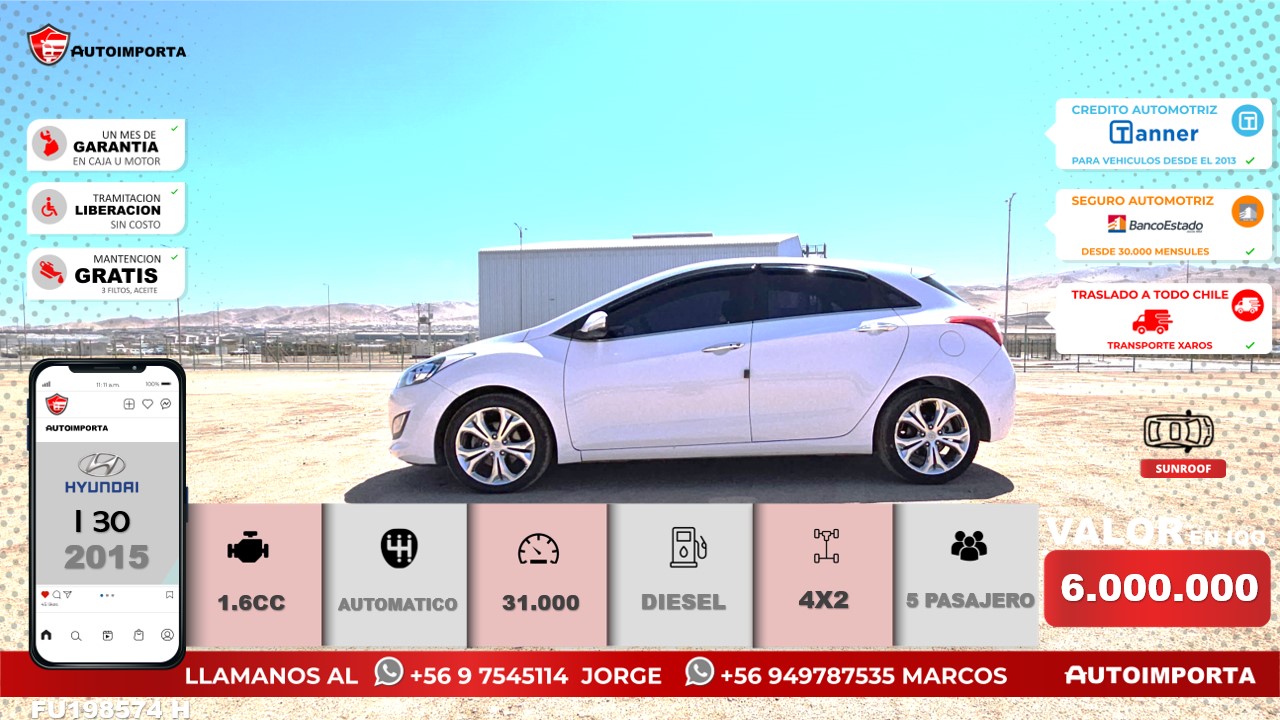 AUTOIMPORTA
UN MES DE
GARANTIA
EN CAJA U MOTOR
TRAMITACION
LIBERACION
SIN COSTO
MANTENCION
GRATIS
3 FILTOS, ACEITE
CREDITO AUTOMOTRIZ
Tanner
PARA VEHICULOS DESDE EL 2013
SEGURO AUTOMOTRIZ
BancoEstado
DESDE 30.000 MENSULES
TRASLADO A TODO CHILE
TRANSPORTE XAROS
SUNROOF
11:11 a.m. 100%
AUTOIMPORTA
HYUNDAI
I 30
2015
1.6CC
AUTOMATICO
31.000
DIESEL
4X2
5 PASAJERO
VALOR EN IQQ
6.000.000
LLAMANOS AL +56 9 7545114 JORGE +56 949787535 MARCOS AUTOIMPORTA
FU198574 H